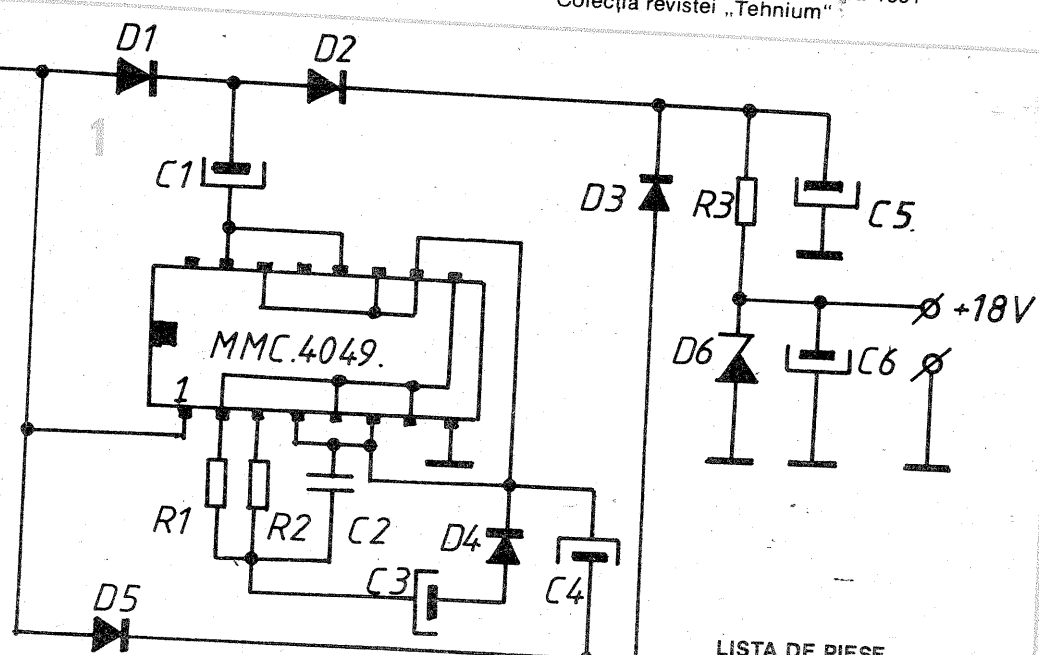 Colecția revistei „Tehnium“
D1
D2
1
C1
D3
R3
C5.
MMC.4049.
+18V
D6
C6
1
R1
R2
C2
D4
C3
C4
D5
LISTA DE PIESE